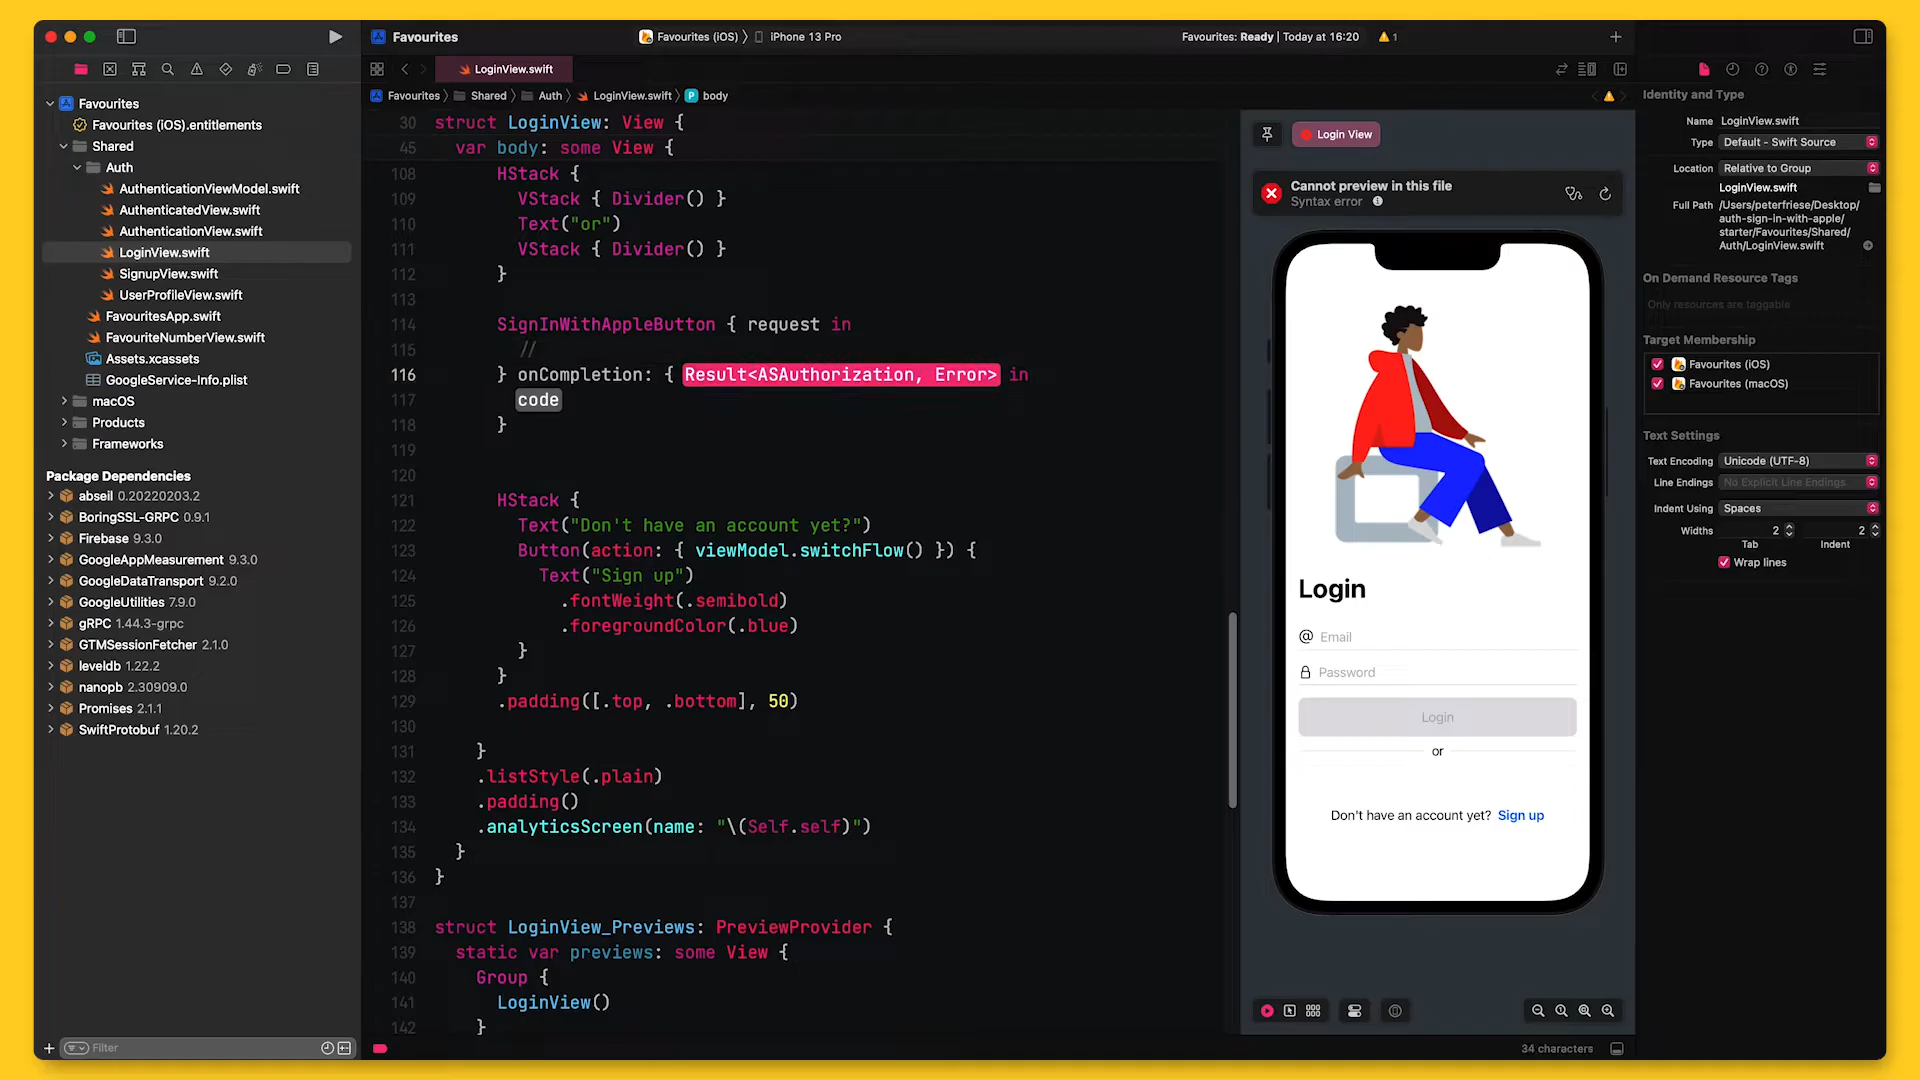 Favourites
Favourites (iOS) 〉 iPhone 13 Pro
Favourites: Ready | Today at 16:20
1
LoginView.swift
Favourites 〉 Shared 〉 Auth 〉 LoginView.swift 〉 P body
Favourites
Favourites (iOS).entitlements
Shared
Auth
AuthenticationViewModel.swift
AuthenticatedView.swift
AuthenticationView.swift
LoginView.swift
SignupView.swift
UserProfileView.swift
FavouritesApp.swift
FavouriteNumberView.swift
Assets.xcassets
GoogleService-Info.plist
macOS
Products
Frameworks
Package Dependencies
abseil 0.20220203.2
BoringSSL-GRPC 0.9.1
Firebase 9.3.0
GoogleAppMeasurement 9.3.0
GoogleDataTransport 9.2.0
GoogleUtilities 7.9.0
gRPC 1.44.3-grpc
GTMSessionFetcher 2.1.0
leveldb 1.22.2
nanopb 2.30909.0
Promises 2.1.1
SwiftProtobuf 1.20.2
Filter
30 struct LoginView: View {
45 var body: some View {
108 HStack {
109 VStack { Divider() }
110 Text("or")
111 VStack { Divider() }
112 }
113
114 SignInWithAppleButton { request in
115 //
116 } onCompletion: { Result<ASAuthorization, Error> in
117 code
118 }
119
120
121 HStack {
122 Text("Don't have an account yet?")
123 Button(action: { viewModel.switchFlow() }) {
124 Text("Sign up")
125 .fontWeight(.semibold)
126 .foregroundColor(.blue)
127 }
128 }
129 .padding([.top, .bottom], 50)
130
131 }
132 .listStyle(.plain)
133 .padding()
134 .analyticsScreen(name: "\(Self.self)")
135 }
136 }
137
138 struct LoginView_Previews: PreviewProvider {
139 static var previews: some View {
140 Group {
141 LoginView()
142 }
Login View
Cannot preview in this file
Syntax error
Login
@ Email
Password
Login
or
Don't have an account yet? Sign up
34 characters
Identity and Type
Name LoginView.swift
Type Default - Swift Source
Location Relative to Group
LoginView.swift
Full Path /Users/peterfriese/Desktop/
auth-sign-in-with-apple/
starter/Favourites/Shared/
Auth/LoginView.swift
On Demand Resource Tags
Only resources are taggable
Target Membership
Favourites (iOS)
Favourites (macOS)
Text Settings
Text Encoding Unicode (UTF-8)
Line Endings No Explicit Line Endings
Indent Using Spaces
Widths 2 2
Tab Indent
Wrap lines